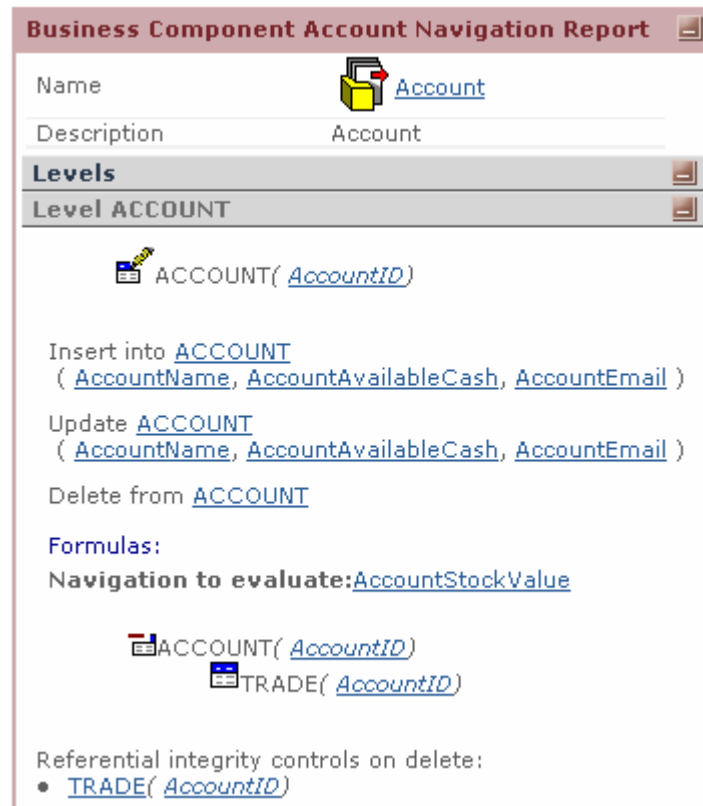 Business Component Account Navigation Report
Name Account
Description Account
Levels
Level ACCOUNT
ACCOUNT( AccountID)
Insert into ACCOUNT
( AccountName, AccountAvailableCash, AccountEmail )
Update ACCOUNT
( AccountName, AccountAvailableCash, AccountEmail )
Delete from ACCOUNT
Formulas:
Navigation to evaluate:AccountStockValue
ACCOUNT( AccountID)
TRADE( AccountID)
Referential integrity controls on delete:
• TRADE( AccountID)